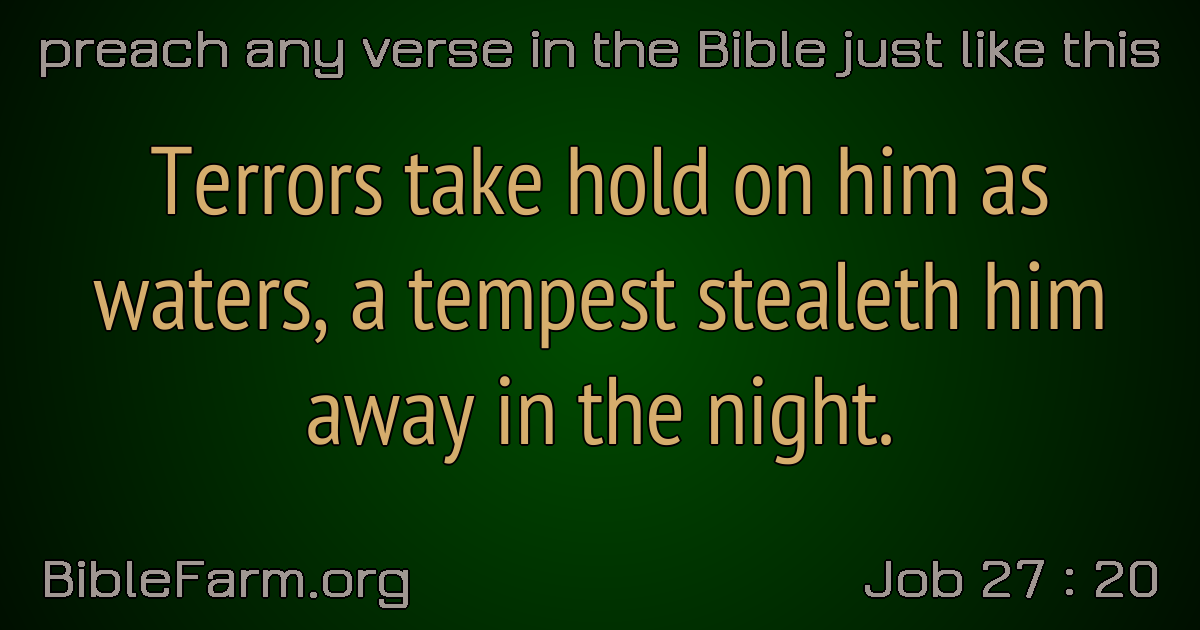 preach any verse in the Bible just like this
Terrors take hold on him as
waters, a tempest stealeth him
away in the night.
BibleFarm.org
Job 27 : 20